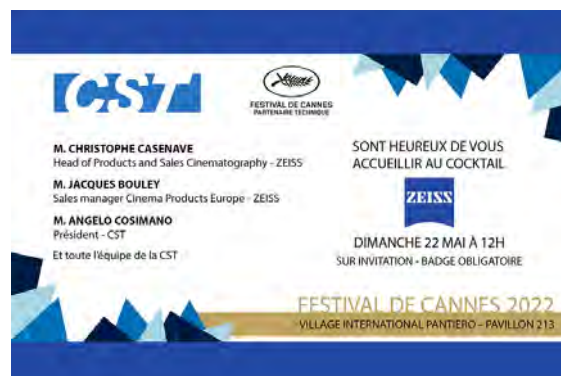 CST
FESTIVAL DE CANNES
PARTENAIRE TECHNIQUE
M. CHRISTOPHE CASENAVE
Head of Products and Sales Cinematography - ZEISS
M. JACQUES BOULEY
Sales manager Cinema Products Europe - ZEISS
M. ANGELO COSIMANO
Président - CST
Et toute l'équipe de la CST
SONT HEUREUX DE VOUS
ACCUEILLIR AU COCKTAIL
ZEISS
DIMANCHE 22 MAI À 12H
SUR INVITATION - BADGE OBLIGATOIRE
FESTIVAL DE CANNES 2022
VILLAGE INTERNATIONAL PANTIERO - PAVILLON 213